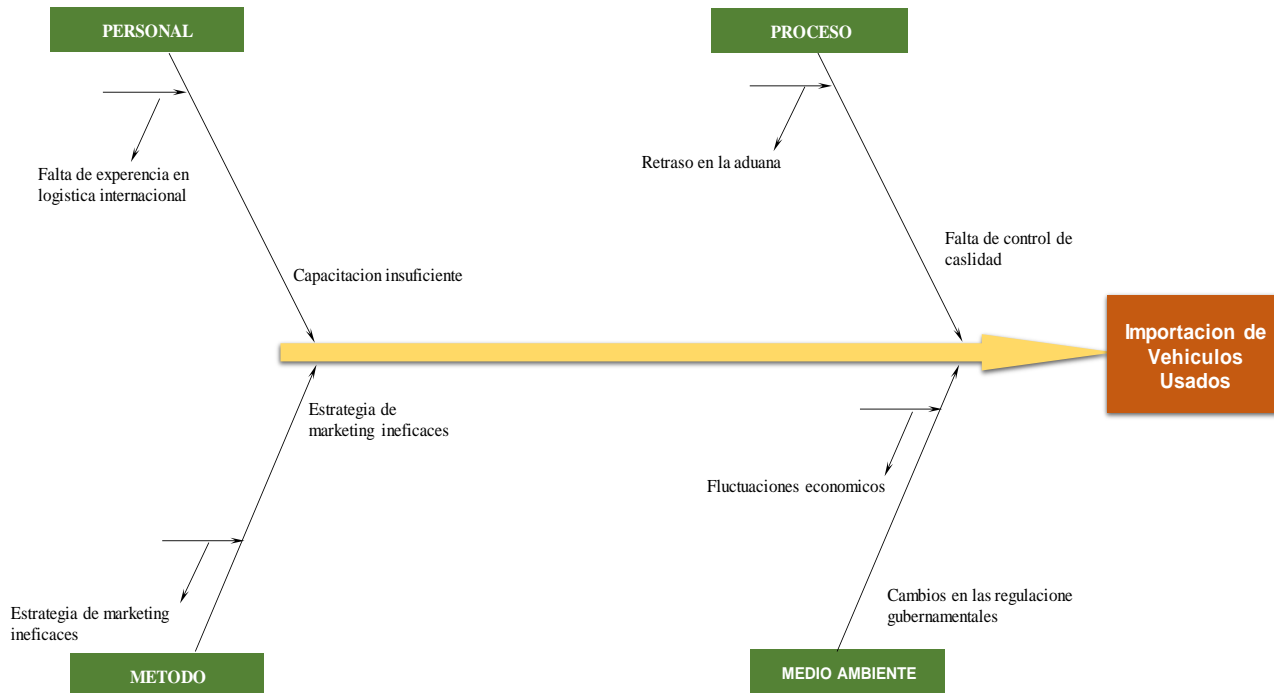 PERSONAL
PROCESO
Falta de experencia en
logistica internacional
Retraso en la aduana
Capacitacion insuficiente
Falta de control de
caslidad
Importacion de
Vehiculos
Usados
Estrategia de
marketing ineficaces
Fluctuaciones economicos
Estrategia de marketing
ineficaces
Cambios en las regulacione
gubernamentales
METODO
MEDIO AMBIENTE